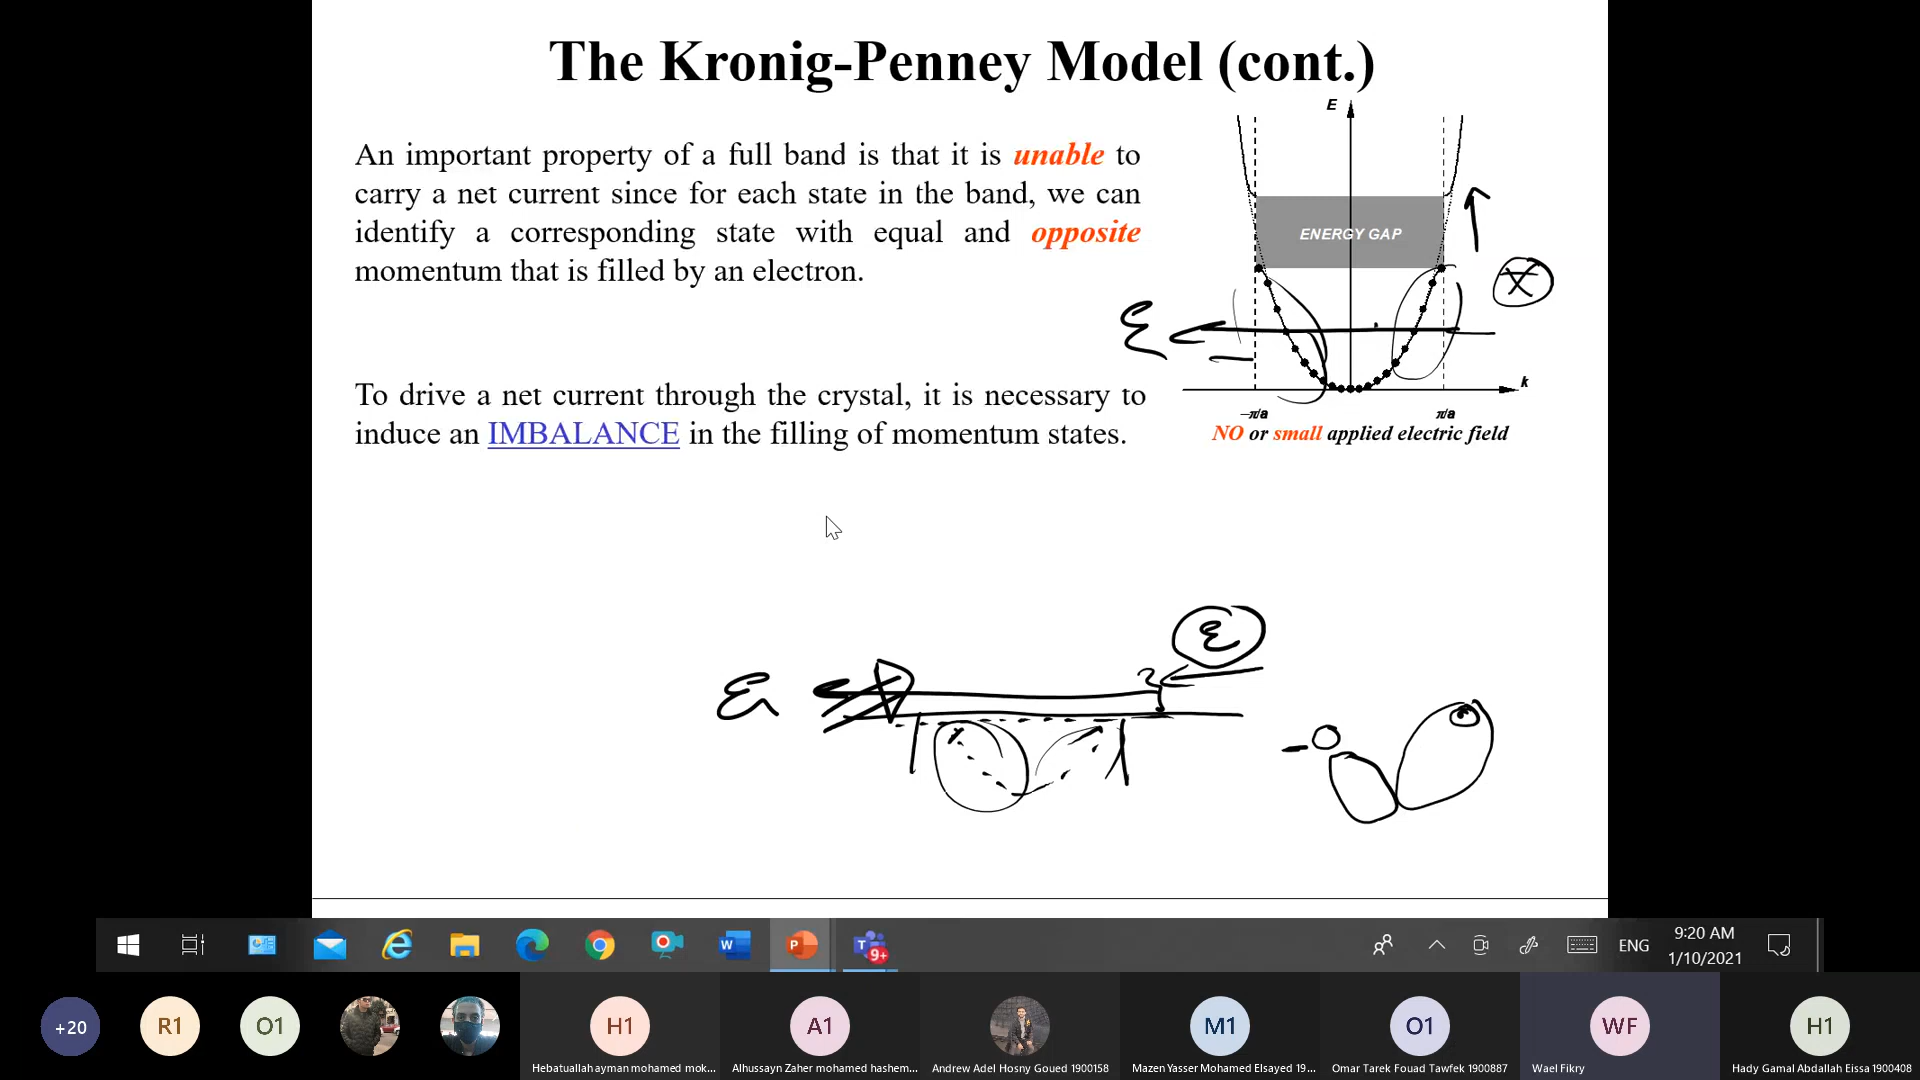 The Kronig-Penney Model (cont.)
An important property of a full band is that it is unable to
carry a net current since for each state in the band, we can
identify a corresponding state with equal and opposite
momentum that is filled by an electron.
To drive a net current through the crystal, it is necessary to
induce an IMBALANCE in the filling of momentum states.
E
ENERGY GAP
ℰ
k
–π/a
π/a
NO or small applied electric field
ℰ
ℰ
W
P
T
9+
ENG
9:20 AM
1/10/2021
+20
R1
O1
H1
Hebatuallah ayman mohamed mok...
A1
Alhussayn Zaher mohamed hashem...
Andrew Adel Hosny Goued 1900158
M1
Mazen Yasser Mohamed Elsayed 19...
O1
Omar Tarek Fouad Tawfek 1900887
WF
Wael Fikry
H1
Hady Gamal Abdallah Eissa 1900408